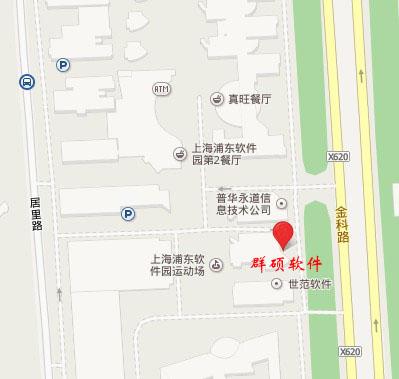 P
ATM
真旺餐厅
上海浦东软件
园第2餐厅
X620
居里路
普华永道信
息技术公司
金科路
P
群硕软件
上海浦东软
件园运动场
世范软件
X620